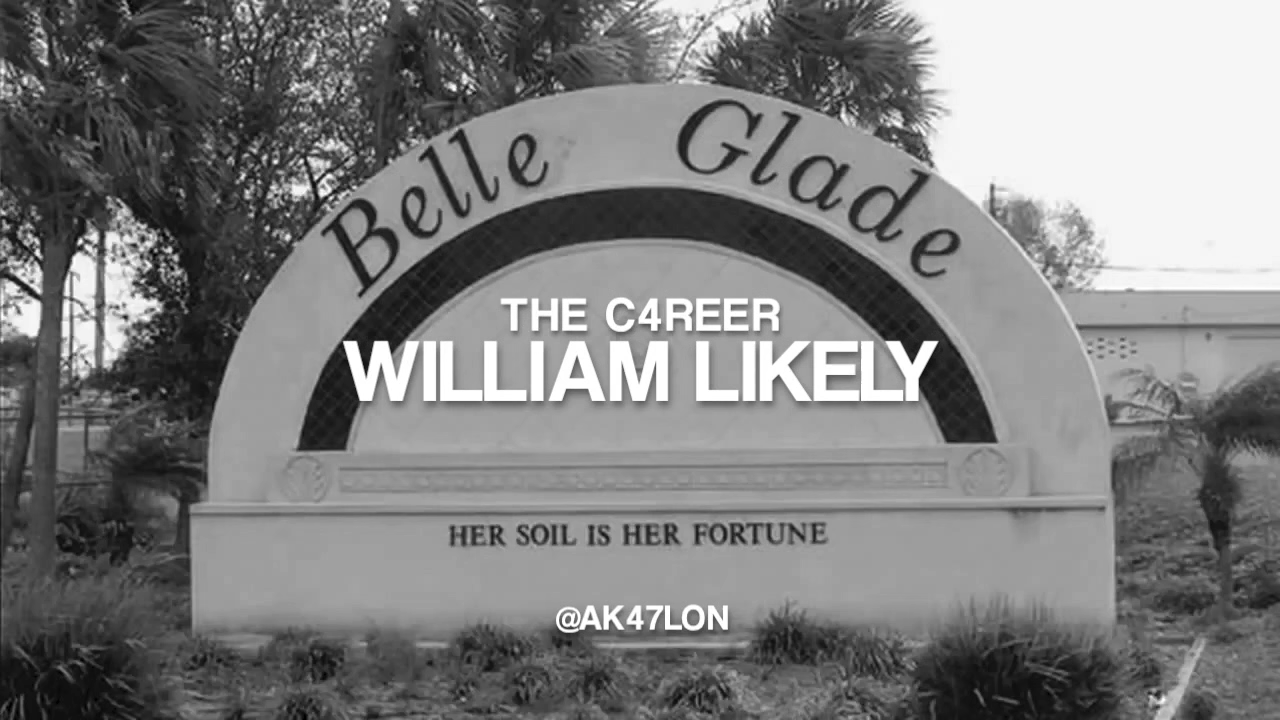 Belle Glade
THE C4REER
WILLIAM LIKELY
HER SOIL IS HER FORTUNE
@AK47LON